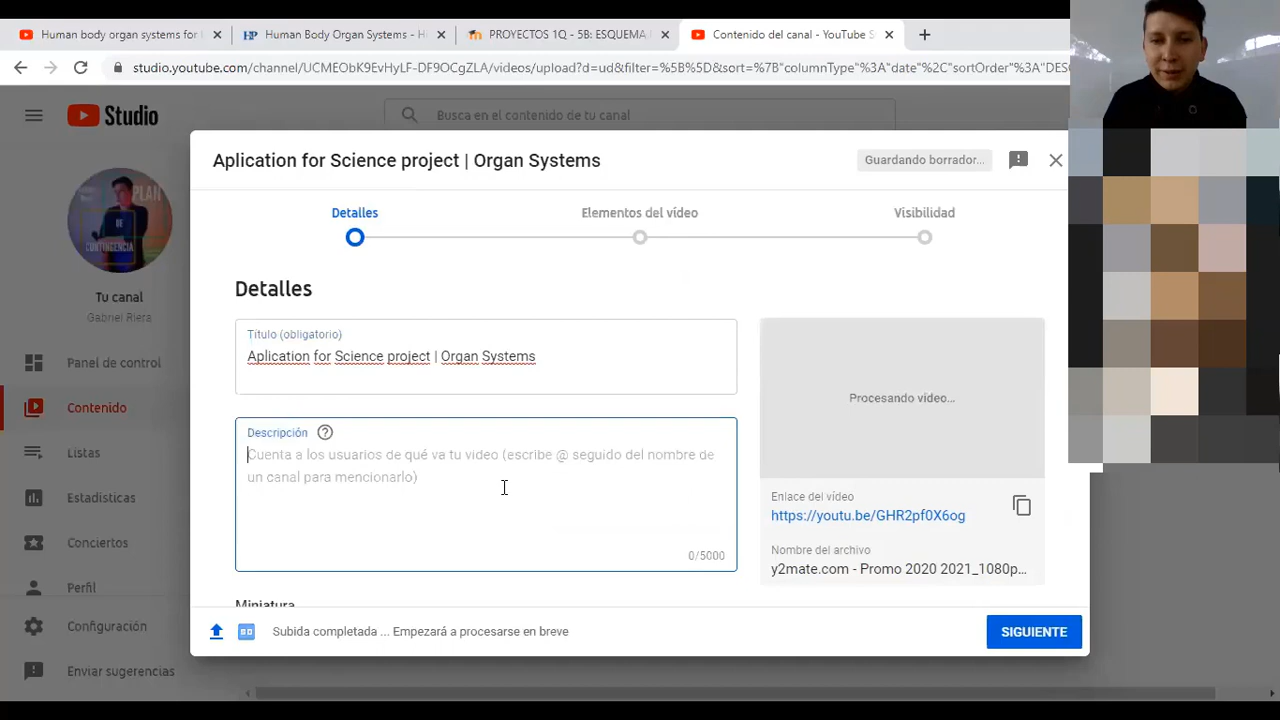 Human body organ systems for
Human Body Organ Systems - H
PROYECTOS 1Q - 5B: ESQUEMA
Contenido del canal - YouTube S
studio.youtube.com/channel/UCMEObK9EvHyLF-DF9OCgZLA/videos/upload?d=ud&filter=%5B%5D&sort=%7B"columnType"%3A"date"%2C"sortOrder"%3A"DES
Studio
Busca en el contenido de tu canal
PLAN
DE
CONTINGENCIA
Tu canal
Gabriel Riera
Panel de control
Contenido
Listas
Estadísticas
Conciertos
Perfil
Configuración
Enviar sugerencias
Aplication for Science project | Organ Systems
Guardando borrador...
Detalles
Elementos del vídeo
Visibilidad
Detalles
Título (obligatorio)
Aplication for Science project | Organ Systems
Descripción
Cuenta a los usuarios de qué va tu vídeo (escribe @ seguido del nombre de
un canal para mencionarlo)
0/5000
Procesando vídeo...
Enlace del vídeo
https://youtu.be/GHR2pf0X6og
Nombre del archivo
y2mate.com - Promo 2020 2021_1080p...
Miniatura
SD
Subida completada ... Empezará a procesarse en breve
SIGUIENTE